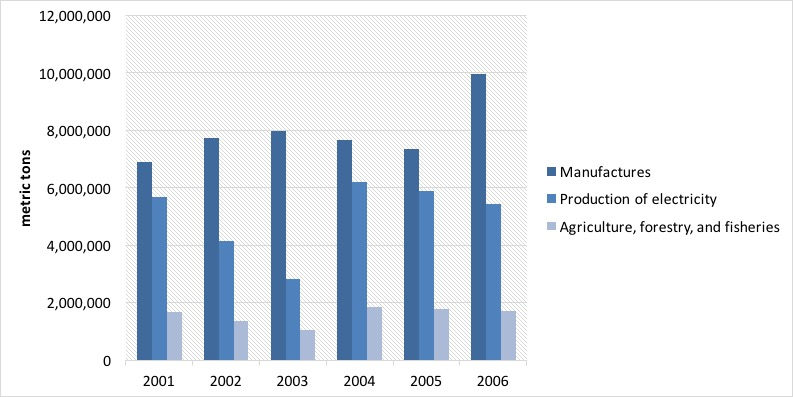 12,000,000
10,000,000
8,000,000
6,000,000
4,000,000
2,000,000
0
metric tons
2001 2002 2003 2004 2005 2006
Manufactures
Production of electricity
Agriculture, forestry, and fisheries